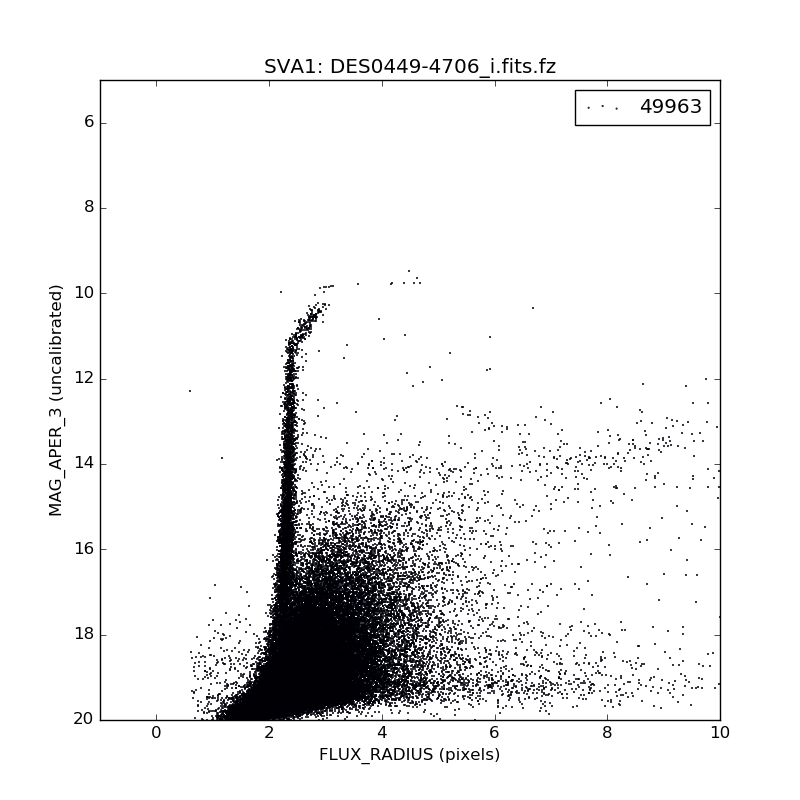 SVA1: DES0449-4706_i.fits.fz
49963
6
8
10
12
14
16
18
20
MAG_APER_3 (uncalibrated)
0 2 4 6 8 10
FLUX_RADIUS (pixels)